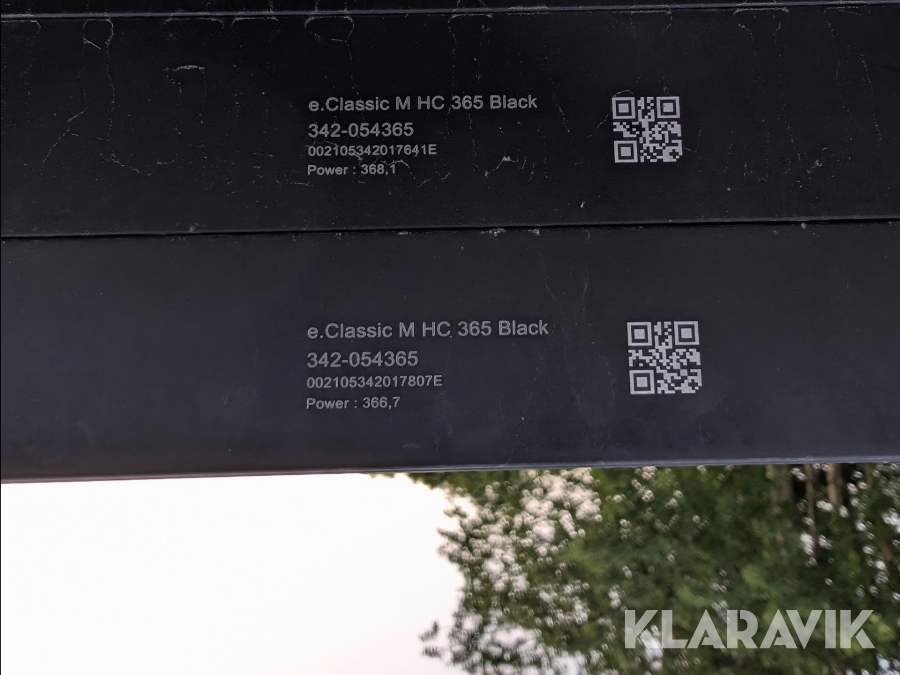 e.Classic M HC 365 Black
342-054365
002105342017641E
Power : 368,1
e.Classic M HC 365 Black
342-054365
002105342017807E
Power : 366,7
KLARAVIK